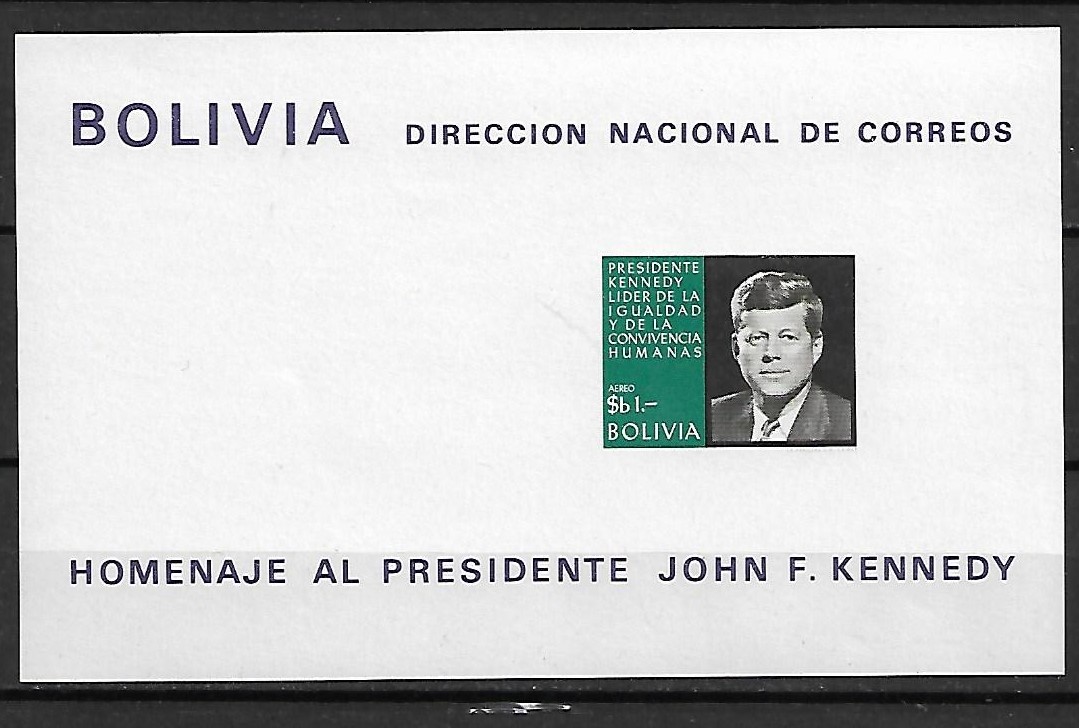 BOLIVIA DIRECCION NACIONAL DE CORREOS
PRESIDENTE
KENNEDY
LIDER DE LA
IGUALDAD
Y DE LA
CONVIVENCIA
HUMANAS
AEREO
$b 1.–
BOLIVIA
HOMENAJE AL PRESIDENTE JOHN F. KENNEDY